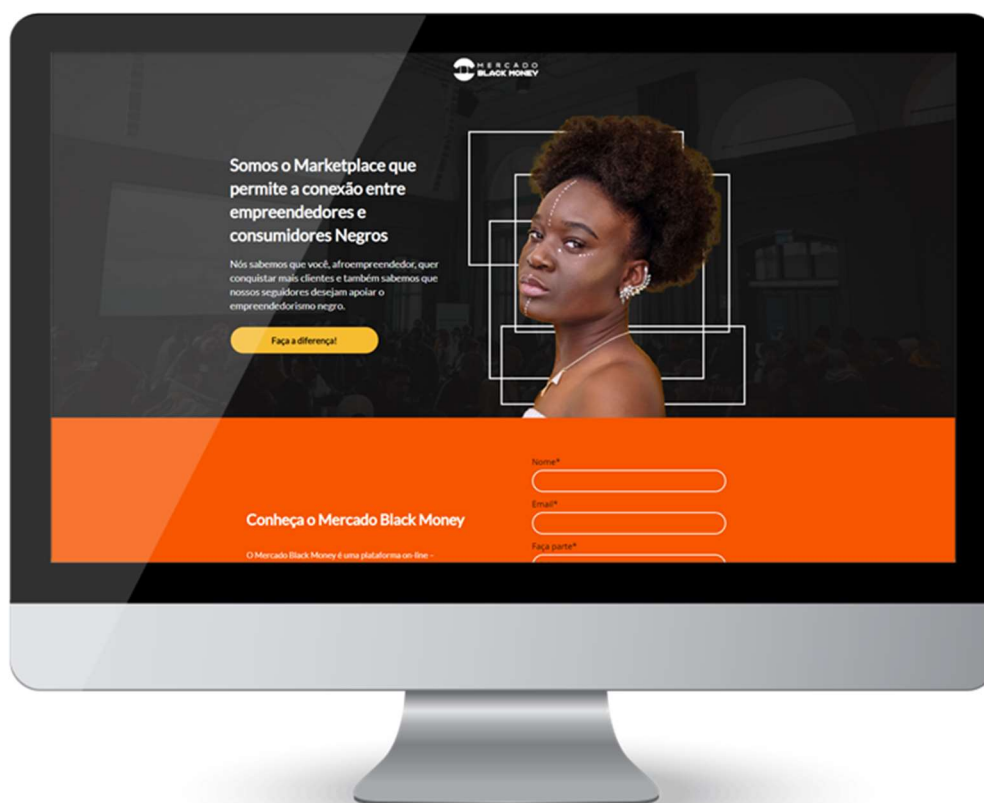 MERCADO
BLACK MONEY
Somos o Marketplace que
permite a conexão entre
empreendedores e
consumidores Negros
Nós sabemos que você, afroempreendedor, quer
conquistar mais clientes e também sabemos que
nossos seguidores desejam apoiar o
empreendedorismo negro.
Faça a diferença!
Conheça o Mercado Black Money
O Mercado Black Money é uma plataforma on-line –
Nome*
Email*
Faça parte*